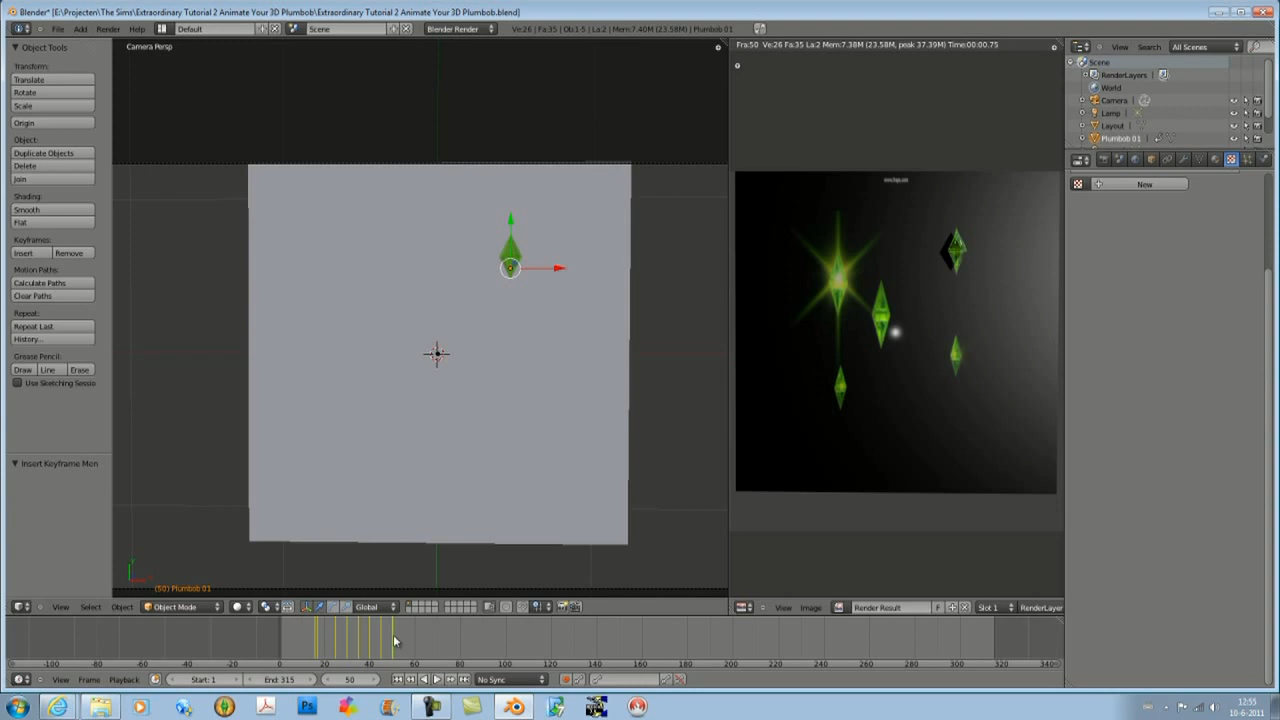 Blender* [E:\Projecten\The Sims\Extraordinary Tutorial 2 Animate Your 3D Plumbob\Extraordinary Tutorial 2 Animate Your 3D Plumbob.blend]
File Add Render Help Default Scene Blender Render Ve:26 | Fa:35 | Ob:1-5 | La:2 | Mem:7.40M (23.58M) | Plumbob 01
Object Tools
Transform:
Translate
Rotate
Scale
Origin
Object:
Duplicate Objects
Delete
Join
Shading:
Smooth
Flat
Keyframes:
Insert Remove
Motion Paths:
Calculate Paths
Clear Paths
Repeat:
Repeat Last
History...
Grease Pencil:
Draw Line Erase
Use Sketching Sessio
Insert Keyframe Men
Camera Persp
(50) Plumbob 01
View Select Object Object Mode Global
Fra:50 Ve:26 Fa:35 La:2 Mem:7.38M (23.58M, peak 37.39M) Time:00:00.75
View Image Render Result F Slot 1 RenderLayer
View Search All Scenes
Scene
RenderLayers
World
Camera
Lamp
Layout
Plumbob 01
New
-100 -80 -60 -40 -20 0 20 40 60 80 100 120 140 160 180 200 220 240 260 280 300 320 340
View Frame Playback Start: 1 End: 315 50 No Sync
12:55
10-6-2011